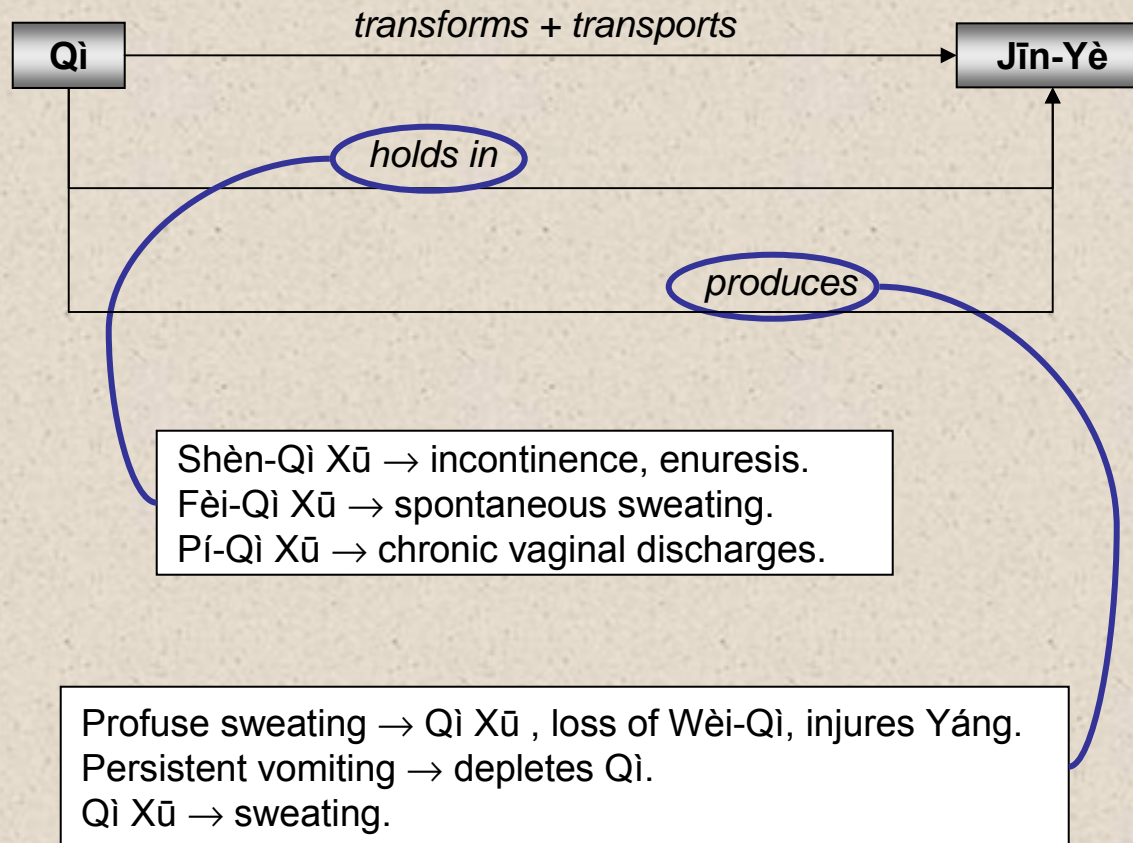 transforms + transports
Qì
Jīn-Yè
holds in
produces
Shèn-Qì Xū → incontinence, enuresis.
Fèi-Qì Xū → spontaneous sweating.
Pí-Qì Xū → chronic vaginal discharges.
Profuse sweating → Qì Xū , loss of Wèi-Qì, injures Yáng.
Persistent vomiting → depletes Qì.
Qì Xū → sweating.